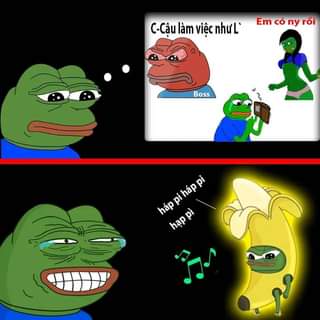 C-Cậu làm việc như L`
Em có ny rồi
Boss
háp pi háp pi
hạp pi